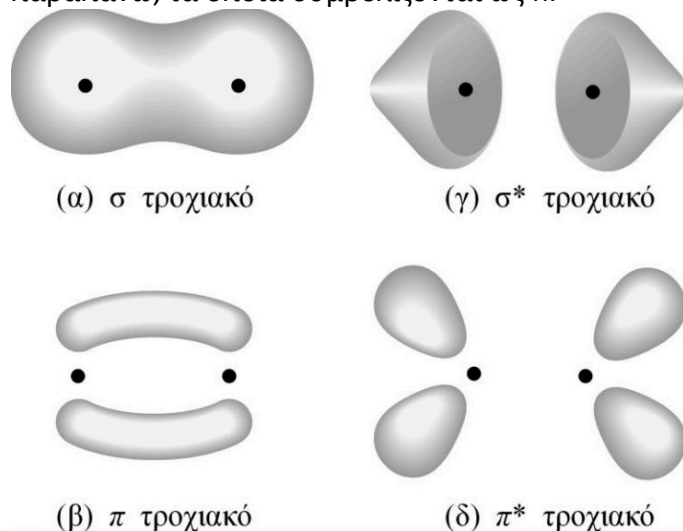 (α) σ τροχιακό
(γ) σ* τροχιακό
(β) π τροχιακό
(δ) π* τροχιακό